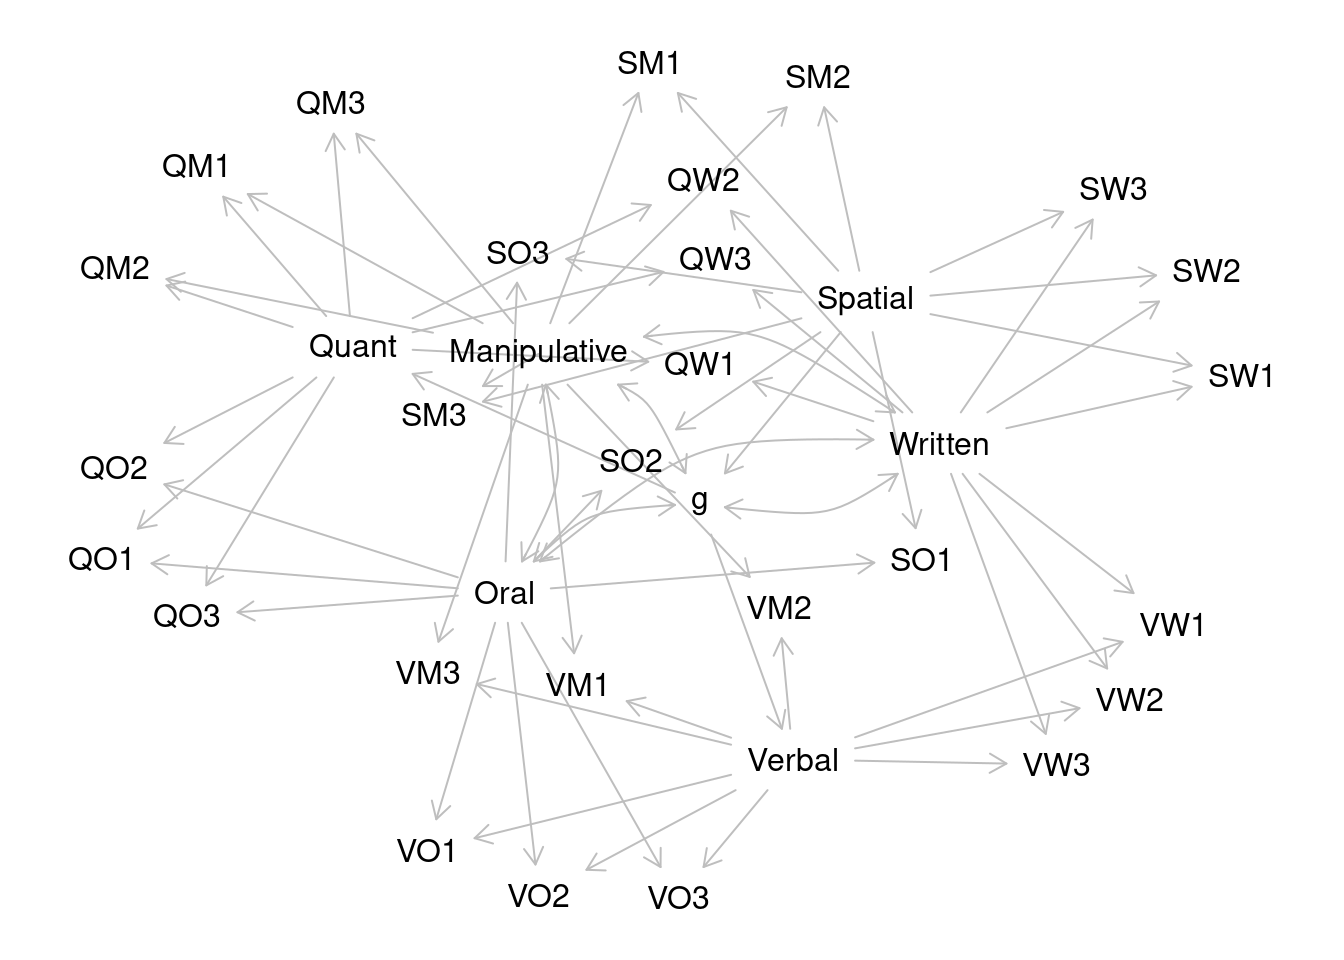 SM1
SM2
QM3
QM1
QW2
SW3
SO3
QW3
QM2
SW2
Spatial
Quant
Manipulative
QW1
SW1
SM3
Written
SO2
QO2
g
QO1
SO1
Oral
VM2
QO3
VW1
VM3
VM1
VW2
Verbal
VW3
VO1
VO2
VO3